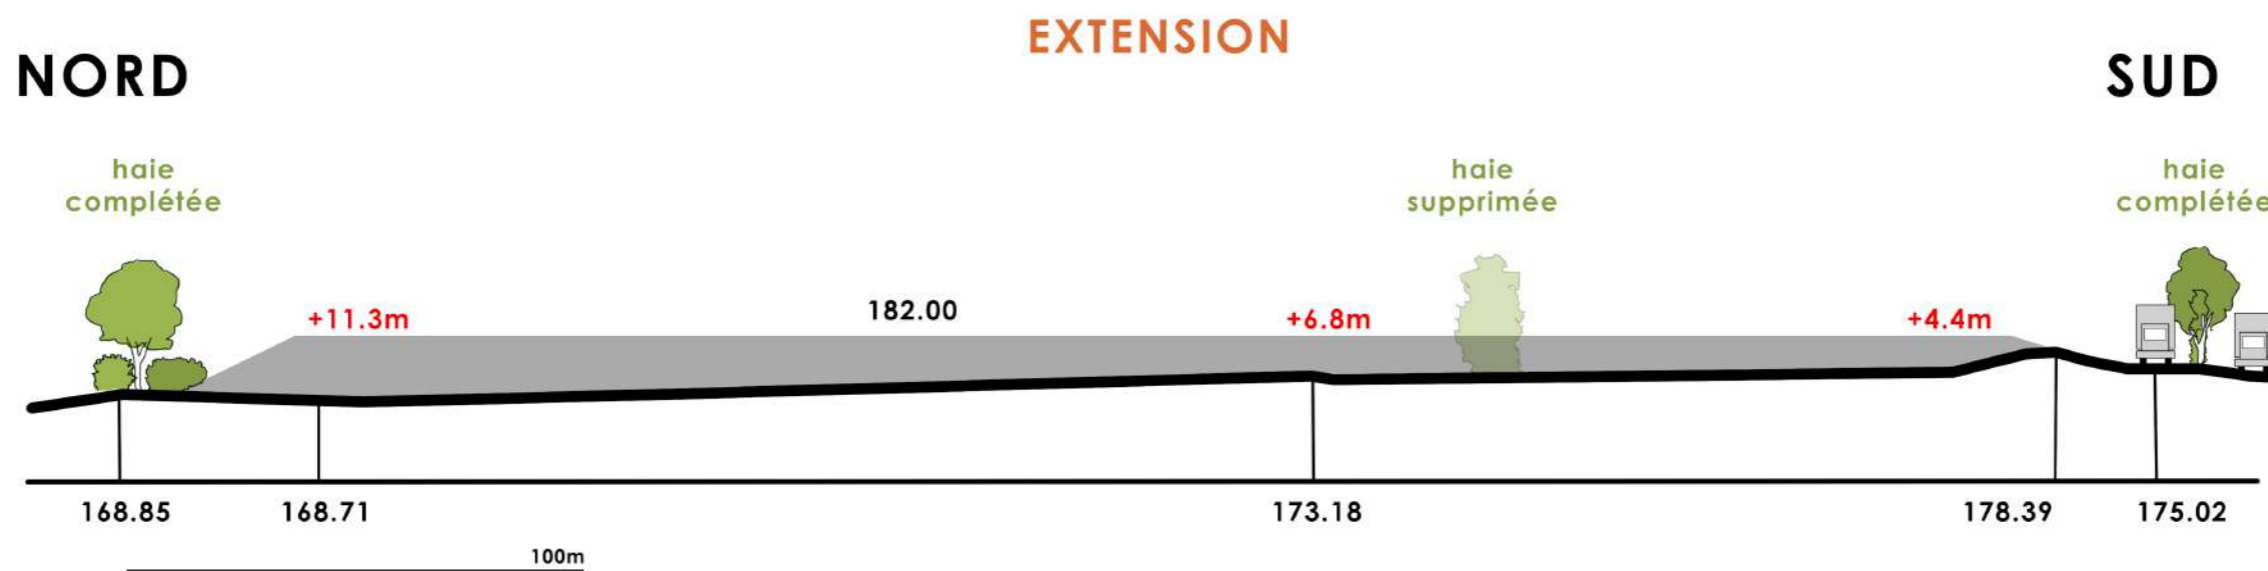 EXTENSION
NORD
SUD
haie
complétée
haie
supprimée
haie
complétée
+11.3m
182.00
+6.8m
+4.4m
168.85
168.71
173.18
178.39
175.02
100m